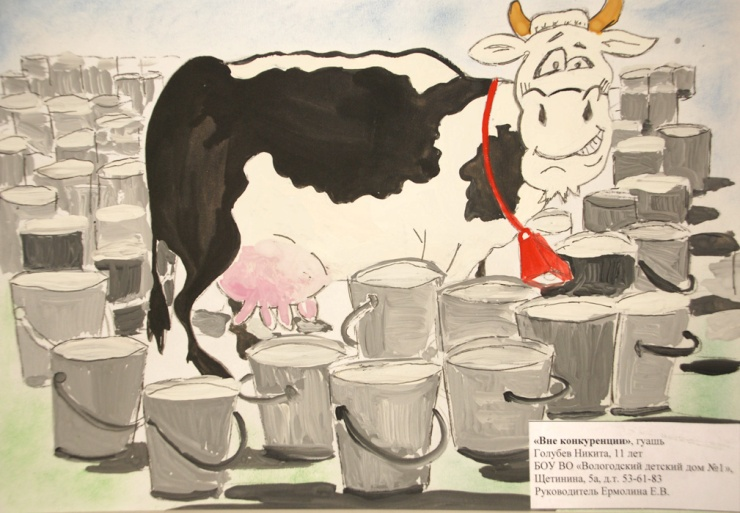 «Вне конкуренции», гуашь
Голубев Никита, 11 лет
БОУ ВО «Вологодский детский дом №1»,
Щетинина, 5а, д.т. 53-61-83
Руководитель Ермолина Е.В.